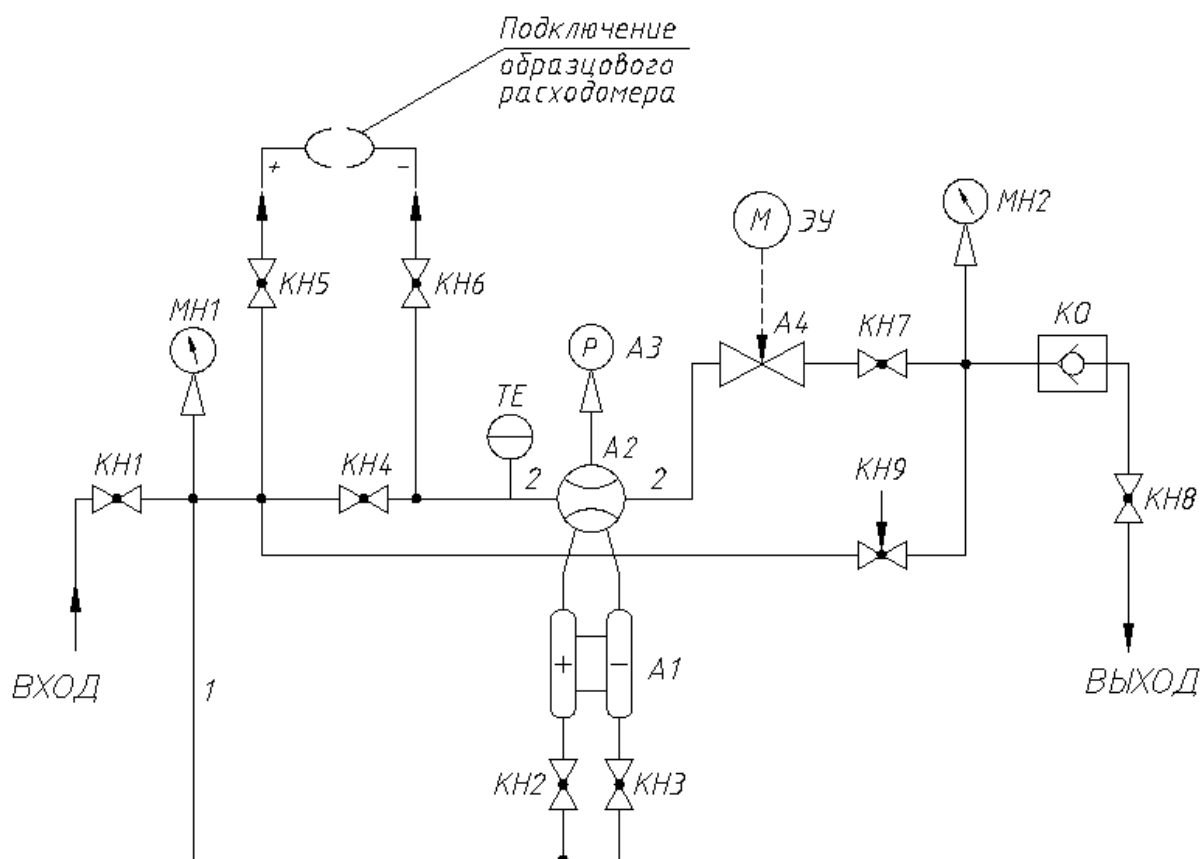 Подключение
образцового
расходомера
+
-
М
ЭУ
МН2
КН5
КН6
МН1
Р
А3
А4
КН7
КО
ТЕ
А2
КН1
КН4
2
2
КН9
КН8
+
-
А1
ВХОД
1
ВЫХОД
КН2
КН3